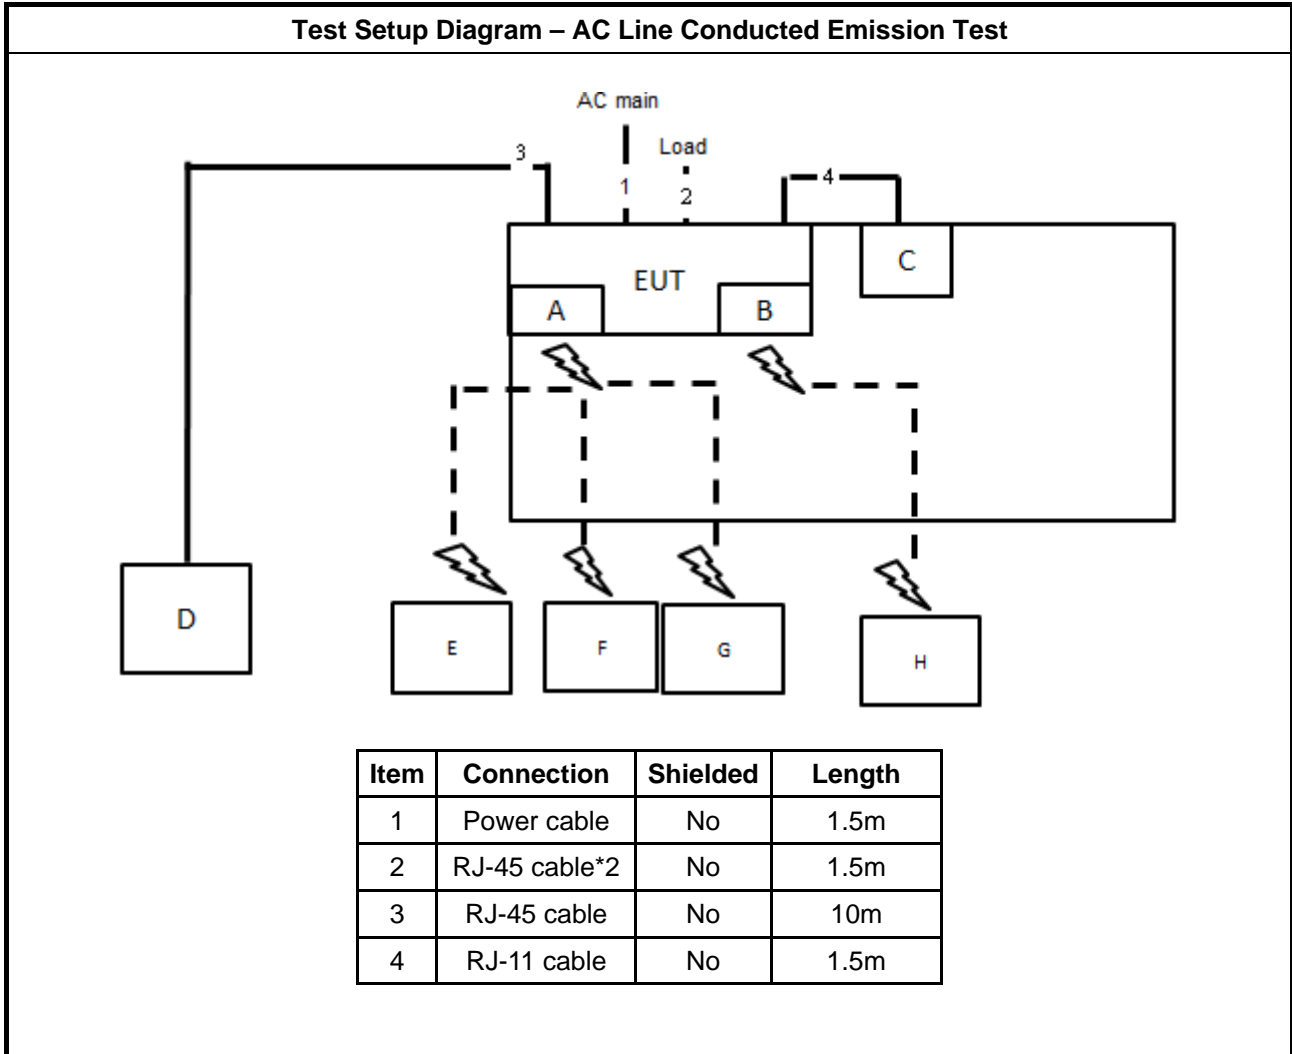 Test Setup Diagram – AC Line Conducted Emission Test
AC main
Load
3
1
2
4
EUT
C
A
B
D
E
F
G
H
Item Connection Shielded Length
1 Power cable No 1.5m
2 RJ-45 cable*2 No 1.5m
3 RJ-45 cable No 10m
4 RJ-11 cable No 1.5m